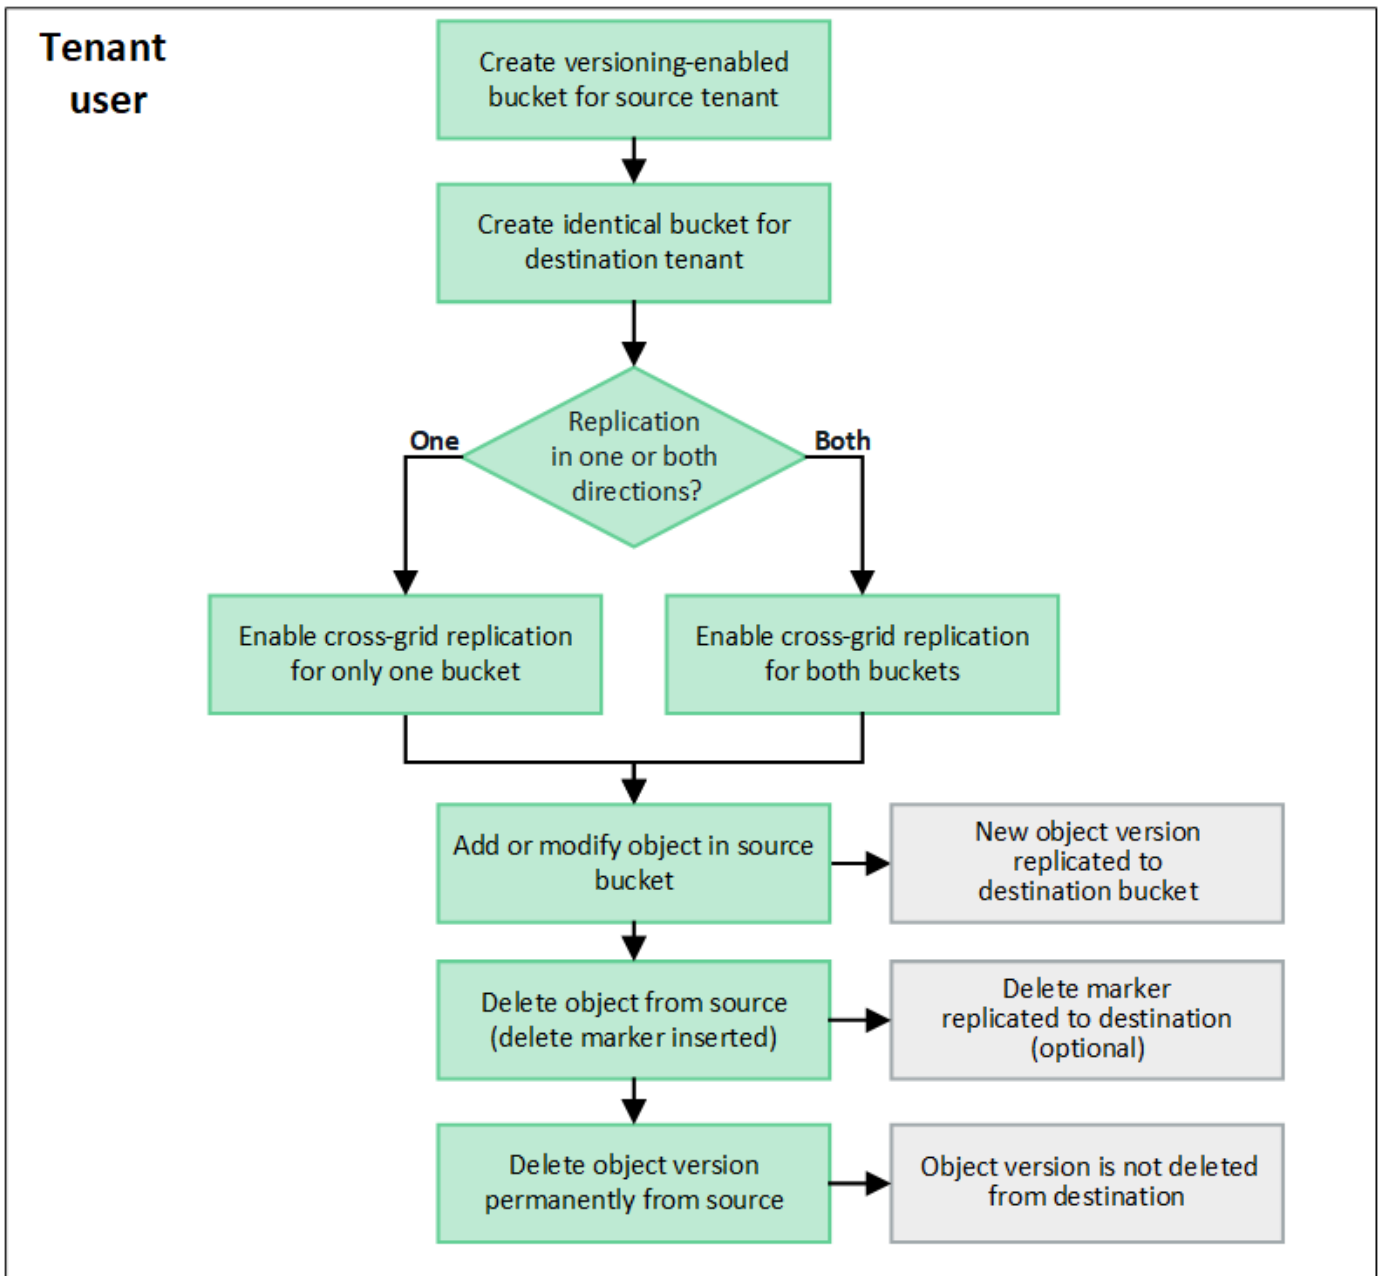 Tenant
user
Create versioning-enabled
bucket for source tenant
Create identical bucket for
destination tenant
Replication
in one or both
directions?
One
Both
Enable cross-grid replication
for only one bucket
Enable cross-grid replication
for both buckets
Add or modify object in source
bucket
New object version
replicated to
destination bucket
Delete object from source
(delete marker inserted)
Delete marker
replicated to destination
(optional)
Delete object version
permanently from source
Object version is not deleted
from destination